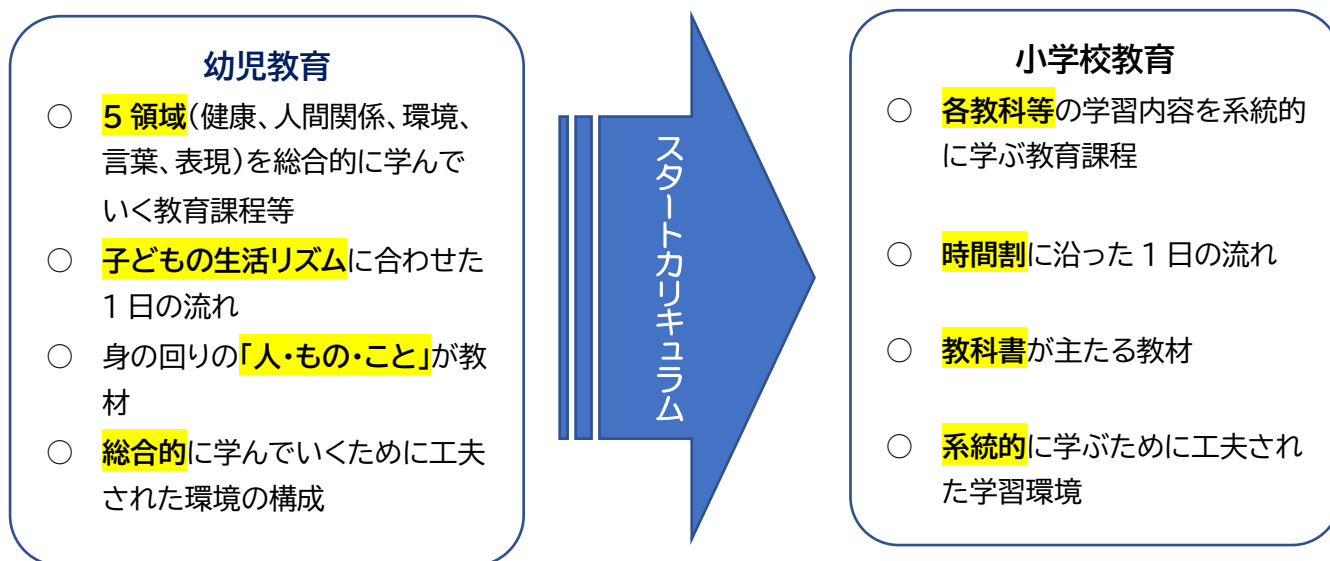 幼児教育
○ 5 領域(健康、人間関係、環境、
言葉、表現)を総合的に学んで
いく教育課程等
○ 子どもの生活リズムに合わせた
1 日の流れ
○ 身の回りの「人・もの・こと」が教
材
○ 総合的に学んでいくために工夫
された環境の構成
スタートカリキュラム
小学校教育
○ 各教科等の学習内容を系統的
に学ぶ教育課程
○ 時間割に沿った 1 日の流れ
○ 教科書が主たる教材
○ 系統的に学ぶために工夫され
た学習環境